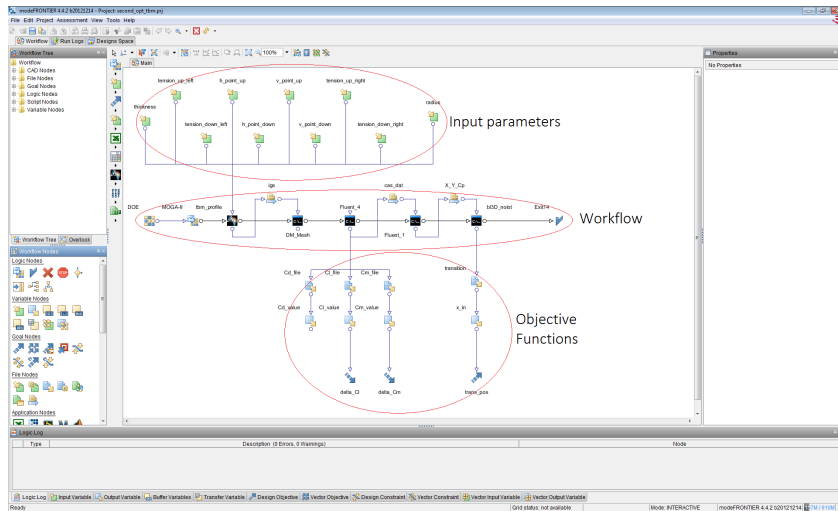 modeFRONTIER 4.4.2 b20121214 - Project: second_opt_tbm.prj
File Edit Project Assessment View Tools Help
Workflow Run Logs Designs Space
Workflow Tree
Workflow
CAD Nodes
File Nodes
Goal Nodes
Logic Nodes
Script Nodes
Variable Nodes
100%
Main
Properties
No Properties
tension_up_left h_point_up v_point_up tension_up_right
thickness radius
Input parameters
tension_down_left h_point_down v_point_down tension_down_right
igs cas_dat X_Y_Cp
DOE MOGA-II tbm_profile Fluent_4 Exit14
Workflow
DM_Mesh Fluent_1
Workflow Tree Overlook
Workflow Nodes
Logic Nodes
Variable Nodes
Goal Nodes
File Nodes
Application Nodes
Cd_file Cl_file Cm_file transition
Cd_value Cl_value Cm_value x_in
Objective
Functions
delta_Cl delta_Cm trans_pos
Logic Log
Type Description (0 Errors, 0 Warnings) Node
Logic Log Input Variable Output Variable Buffer Variables Transfer Variable Design Objective Vector Objective Design Constraint Vector Constraint Vector Input Variable Vector Output Variable
Ready Grid status: not available Mode: INTERACTIVE modeFRONTIER 4.4.2 b20121214